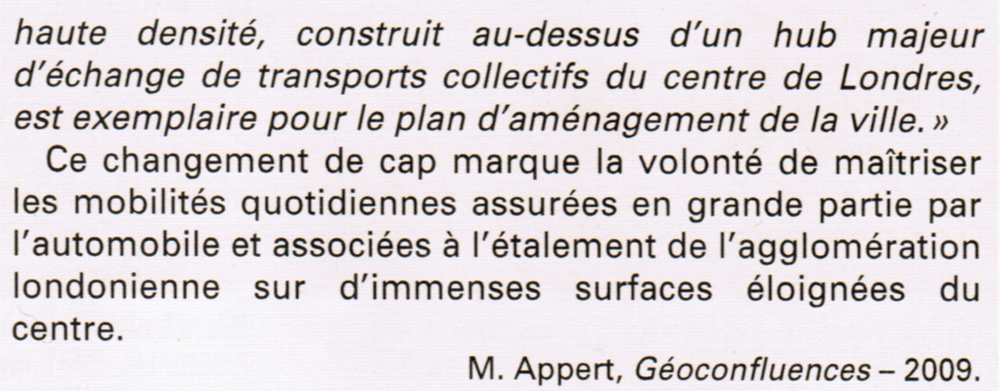 haute densité, construit au-dessus d'un hub majeur
d'échange de transports collectifs du centre de Londres,
est exemplaire pour le plan d'aménagement de la ville. »
Ce changement de cap marque la volonté de maîtriser
les mobilités quotidiennes assurées en grande partie par
l'automobile et associées à l'étalement de l'agglomération
londonienne sur d'immenses surfaces éloignées du
centre.
M. Appert, Géoconfluences – 2009.